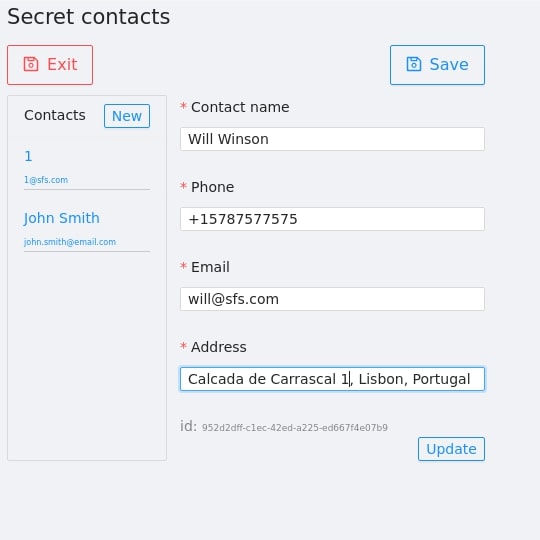 Secret contacts
Exit
Save
Contacts
New
1
1@sfs.com
John Smith
john.smith@email.com
* Contact name
Will Winson
* Phone
+15787577575
* Email
will@sfs.com
* Address
Calcada de Carrascal 1, Lisbon, Portugal
id: 952d2dff-c1ec-42ed-a225-ed667f4e07b9
Update